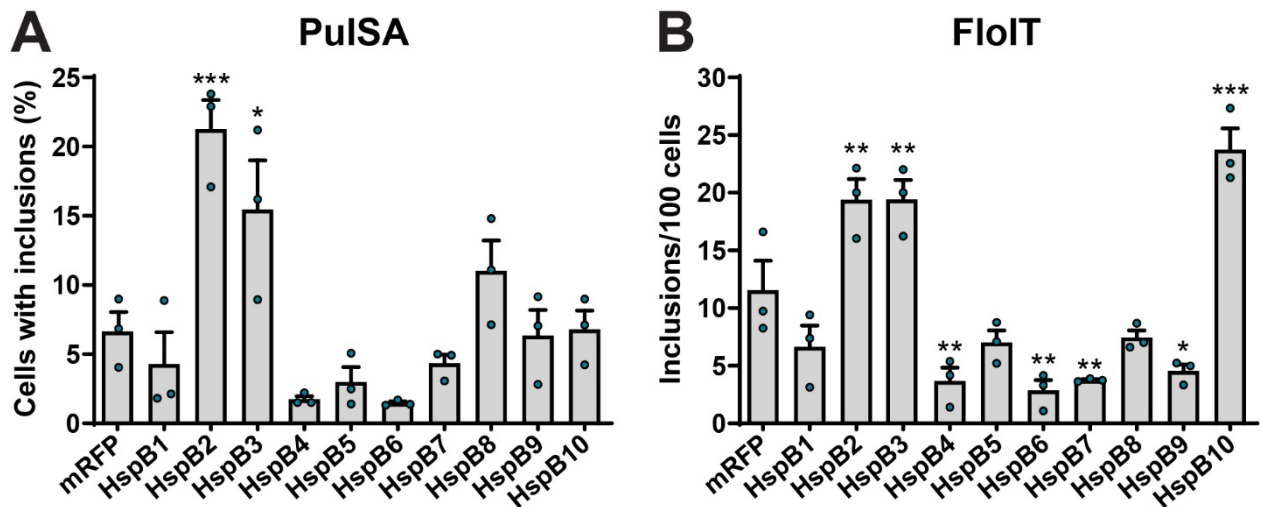 A
PulSA
Cells with inclusions (%)
25
20
15
10
5
0
***
*
mRFP
HspB1
HspB2
HspB3
HspB4
HspB5
HspB6
HspB7
HspB8
HspB9
HspB10
B
FloIT
Inclusions/100 cells
30
25
20
15
10
5
0
**
**
**
**
**
*
***
mRFP
HspB1
HspB2
HspB3
HspB4
HspB5
HspB6
HspB7
HspB8
HspB9
HspB10